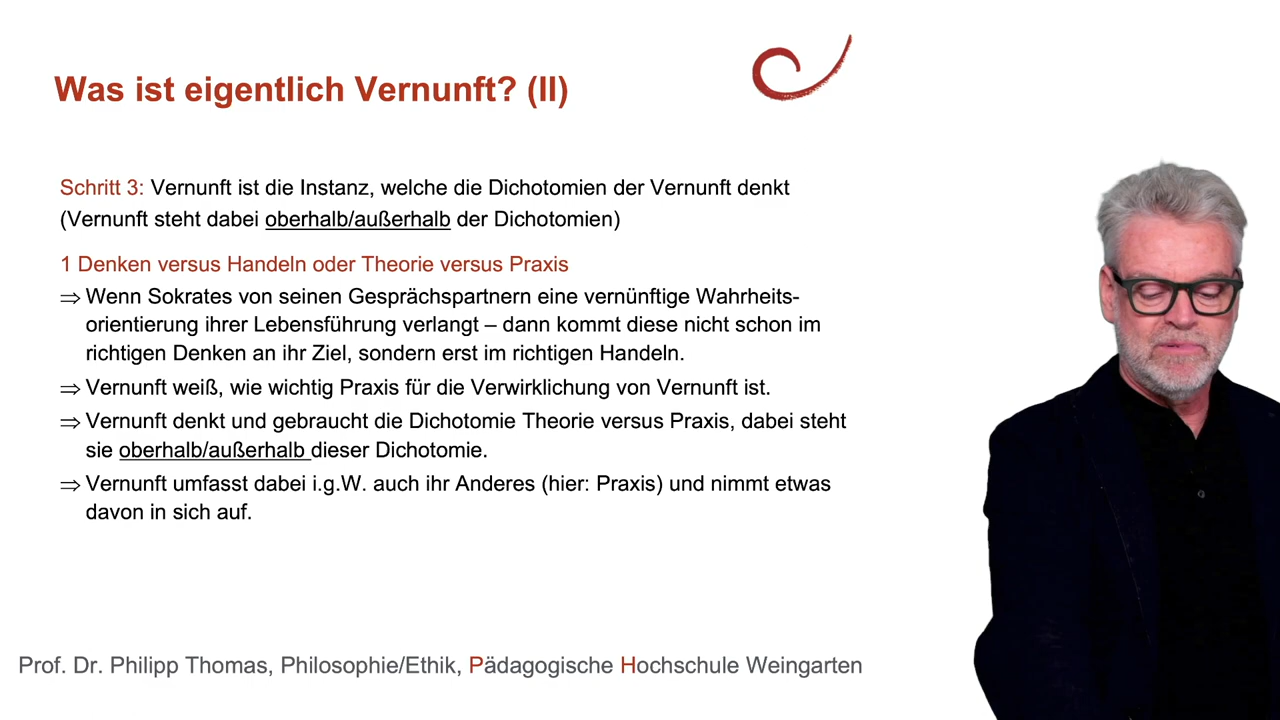 Was ist eigentlich Vernunft? (II)
Schritt 3: Vernunft ist die Instanz, welche die Dichotomien der Vernunft denkt
(Vernunft steht dabei oberhalb/außerhalb der Dichotomien)
1 Denken versus Handeln oder Theorie versus Praxis
⇒ Wenn Sokrates von seinen Gesprächspartnern eine vernünftige Wahrheits-
orientierung ihrer Lebensführung verlangt – dann kommt diese nicht schon im
richtigen Denken an ihr Ziel, sondern erst im richtigen Handeln.
⇒ Vernunft weiß, wie wichtig Praxis für die Verwirklichung von Vernunft ist.
⇒ Vernunft denkt und gebraucht die Dichotomie Theorie versus Praxis, dabei steht
sie oberhalb/außerhalb dieser Dichotomie.
⇒ Vernunft umfasst dabei i.g.W. auch ihr Anderes (hier: Praxis) und nimmt etwas
davon in sich auf.
Prof. Dr. Philipp Thomas, Philosophie/Ethik, Pädagogische Hochschule Weingarten